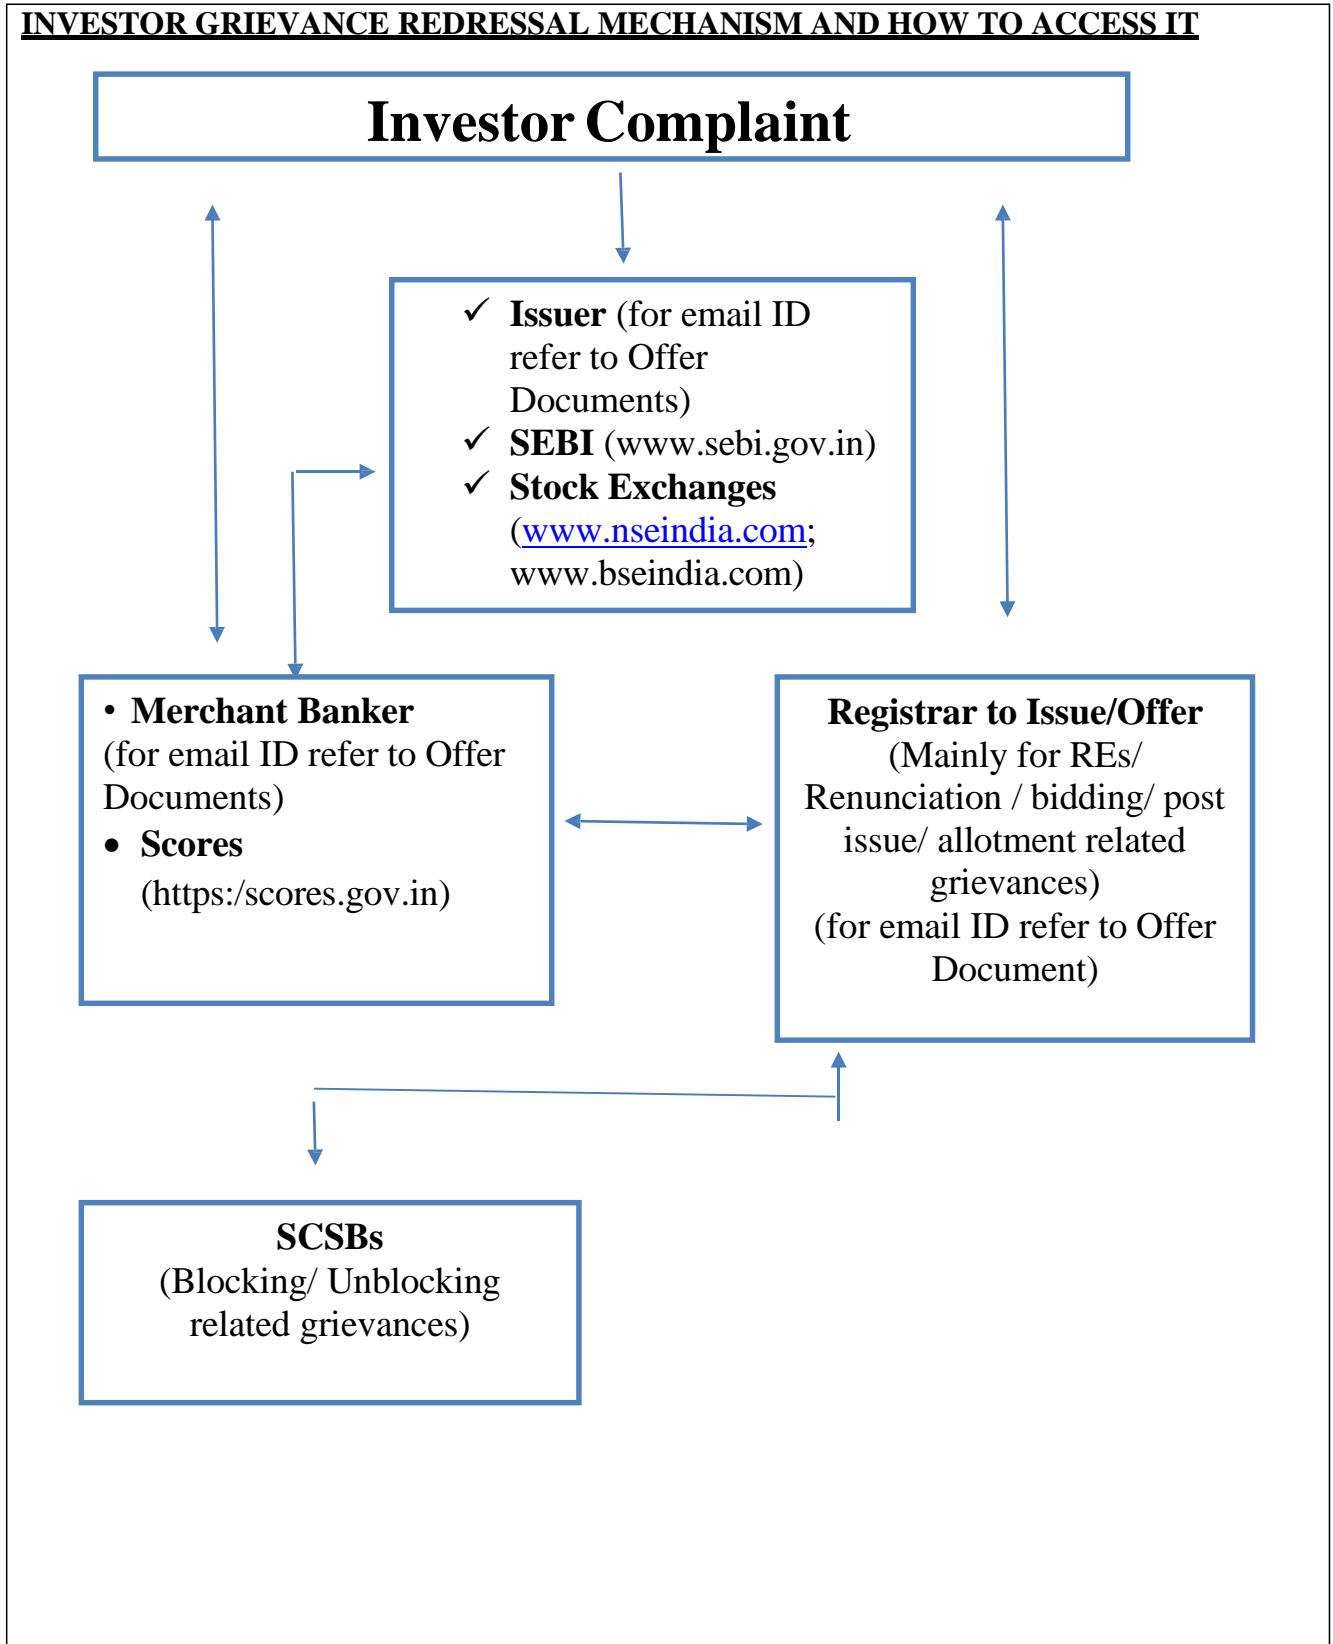 INVESTOR GRIEVANCE REDRESSAL MECHANISM AND HOW TO ACCESS IT
Investor Complaint
✓ Issuer (for email ID
refer to Offer
Documents)
✓ SEBI (www.sebi.gov.in)
✓ Stock Exchanges
(www.nseindia.com;
www.bseindia.com)
• Merchant Banker
(for email ID refer to Offer
Documents)
• Scores
(https:/scores.gov.in)
Registrar to Issue/Offer
(Mainly for REs/
Renunciation / bidding/ post
issue/ allotment related
grievances)
(for email ID refer to Offer
Document)
SCSBs
(Blocking/ Unblocking
related grievances)